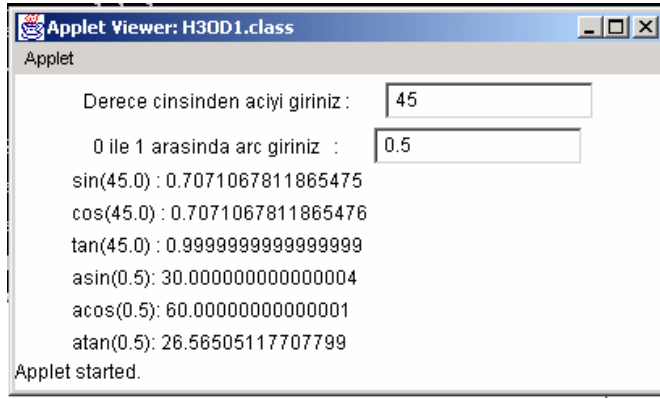 Applet Viewer: H3OD1.class
Applet
Derece cinsinden aciyi giriniz : 45
0 ile 1 arasinda arc giriniz : 0.5
sin(45.0) : 0.7071067811865475
cos(45.0) : 0.7071067811865476
tan(45.0) : 0.9999999999999999
asin(0.5): 30.000000000000004
acos(0.5): 60.00000000000001
atan(0.5): 26.56505117707799
Applet started.